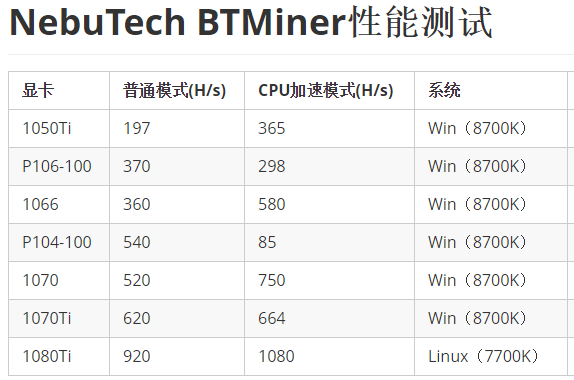 NebuTech BTMiner性能测试
显卡 普通模式(H/s) CPU加速模式(H/s) 系统
1050Ti 197 365 Win（8700K）
P106-100 370 298 Win（8700K）
1066 360 580 Win（8700K）
P104-100 540 85 Win（8700K）
1070 520 750 Win（8700K）
1070Ti 620 664 Win（8700K）
1080Ti 920 1080 Linux（7700K）